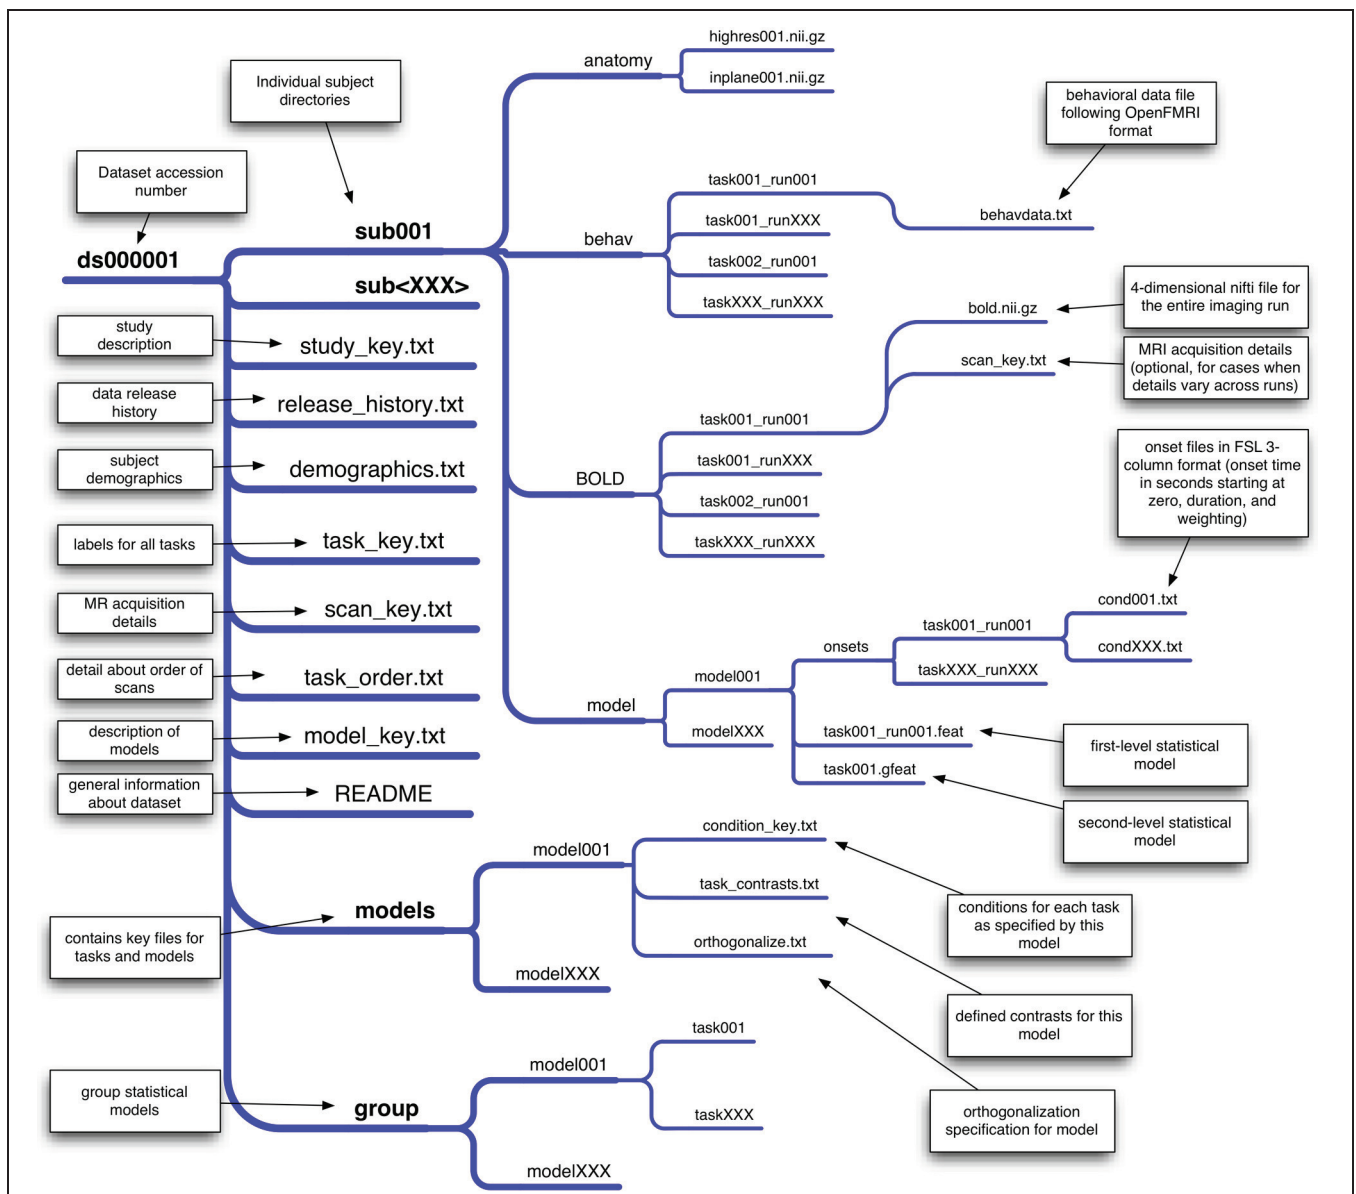 highres001.nii.gz
anatomy
inplane001.nii.gz
Individual subject
directories
behavioral data file
following OpenFMRI
format
Dataset accession
number
task001_run001
behavdata.txt
task001_runXXX
behav
task002_run001
taskXXX_runXXX
sub001
ds000001
sub<XXX>
4-dimensional nifti file for
the entire imaging run
bold.nii.gz
MRI acquisition details
(optional, for cases when
details vary across runs)
scan_key.txt
study
description
study_key.txt
data release
history
release_history.txt
subject
demographics
demographics.txt
labels for all tasks
task_key.txt
MR acquisition
details
scan_key.txt
detail about order of
scans
task_order.txt
description of
models
model_key.txt
general information
about dataset
README
task001_run001
task001_runXXX
BOLD
task002_run001
taskXXX_runXXX
onset files in FSL 3-
column format (onset time
in seconds starting at
zero, duration, and
weighting)
cond001.txt
task001_run001
condXXX.txt
onsets
taskXXX_runXXX
model001
model
modelXXX
task001_run001.feat
first-level statistical
model
task001.gfeat
second-level statistical
model
condition_key.txt
model001
task_contrasts.txt
conditions for each task
as specified by this
model
models
contains key files for
tasks and models
orthogonalize.txt
modelXXX
defined contrasts for this
model
task001
model001
group statistical
models
group
taskXXX
orthogonalization
specification for model
modelXXX